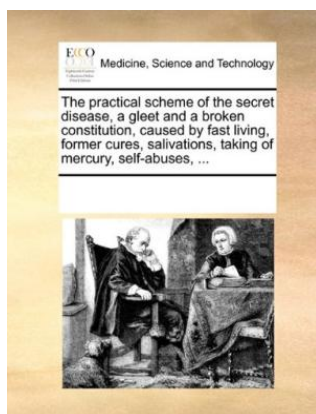 ECCO
Medicine, Science and Technology
The practical scheme of the secret
disease, a gleet and a broken
constitution, caused by fast living,
former cures, salivations, taking of
mercury, self-abuses, ...